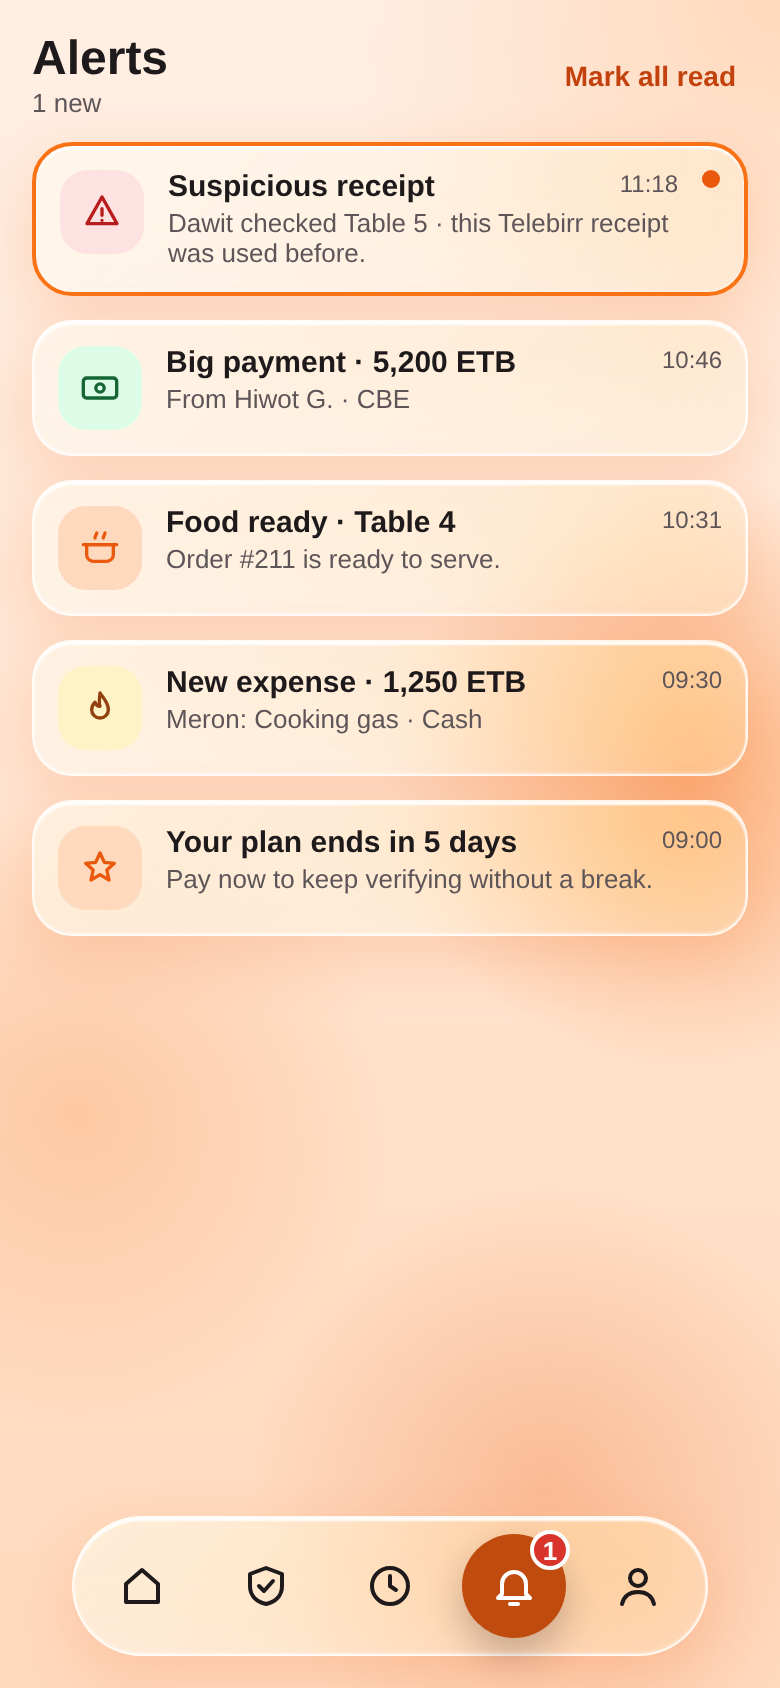 Alerts
1 new
Mark all read
Suspicious receipt
11:18
Dawit checked Table 5 · this Telebirr receipt
was used before.
Big payment · 5,200 ETB
10:46
From Hiwot G. · CBE
Food ready · Table 4
10:31
Order #211 is ready to serve.
New expense · 1,250 ETB
09:30
Meron: Cooking gas · Cash
Your plan ends in 5 days
09:00
Pay now to keep verifying without a break.
1